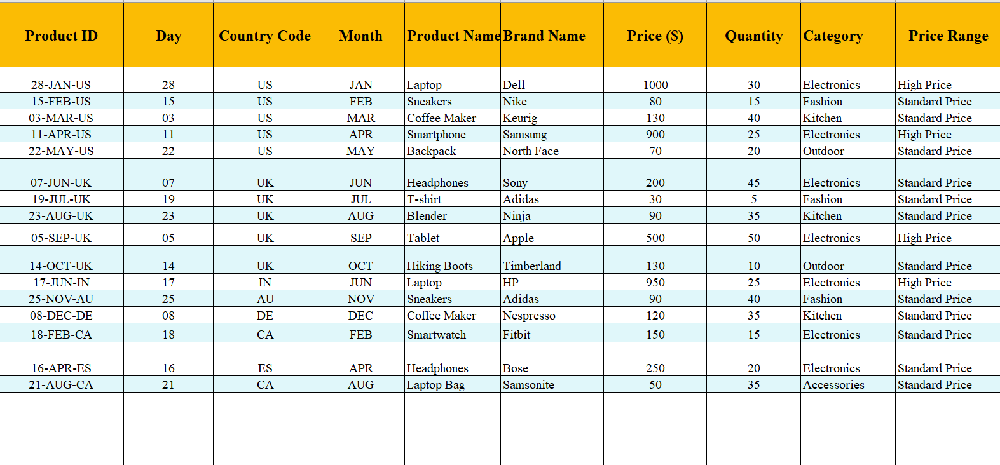 Product ID Day Country Code Month Product Name Brand Name Price ($) Quantity Category Price Range
28-JAN-US 28 US JAN Laptop Dell 1000 30 Electronics High Price
15-FEB-US 15 US FEB Sneakers Nike 80 15 Fashion Standard Price
03-MAR-US 03 US MAR Coffee Maker Keurig 130 40 Kitchen Standard Price
11-APR-US 11 US APR Smartphone Samsung 900 25 Electronics High Price
22-MAY-US 22 US MAY Backpack North Face 70 20 Outdoor Standard Price
07-JUN-UK 07 UK JUN Headphones Sony 200 45 Electronics Standard Price
19-JUL-UK 19 UK JUL T-shirt Adidas 30 5 Fashion Standard Price
23-AUG-UK 23 UK AUG Blender Ninja 90 35 Kitchen Standard Price
05-SEP-UK 05 UK SEP Tablet Apple 500 50 Electronics High Price
14-OCT-UK 14 UK OCT Hiking Boots Timberland 130 10 Outdoor Standard Price
17-JUN-IN 17 IN JUN Laptop HP 950 25 Electronics High Price
25-NOV-AU 25 AU NOV Sneakers Adidas 90 40 Fashion Standard Price
08-DEC-DE 08 DE DEC Coffee Maker Nespresso 120 35 Kitchen Standard Price
18-FEB-CA 18 CA FEB Smartwatch Fitbit 150 15 Electronics Standard Price
16-APR-ES 16 ES APR Headphones Bose 250 20 Electronics Standard Price
21-AUG-CA 21 CA AUG Laptop Bag Samsonite 50 35 Accessories Standard Price